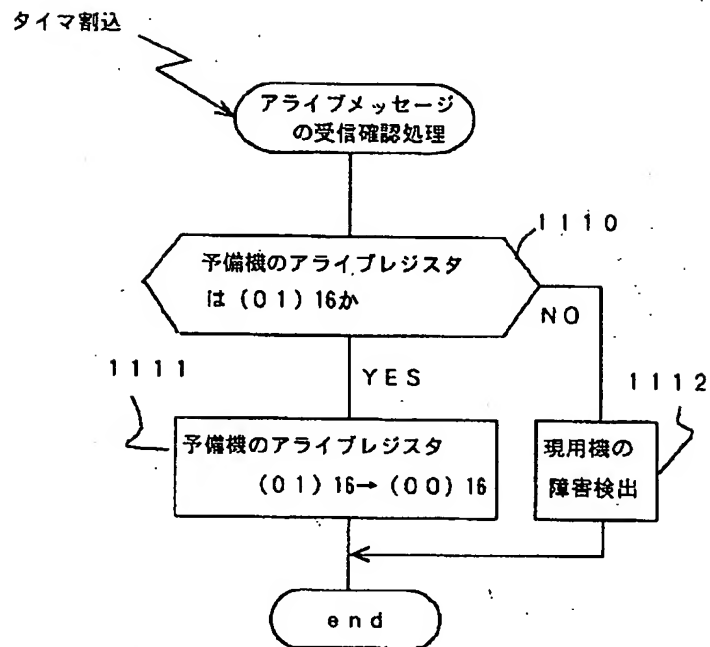 タイマ割込
アライブメッセージ
の受信確認処理
1110
予備機のアライブレジスタ
は(01)16か
NO
YES
1111
1112
予備機のアライブレジスタ
(01)16→(00)16
現用機の
障害検出
end